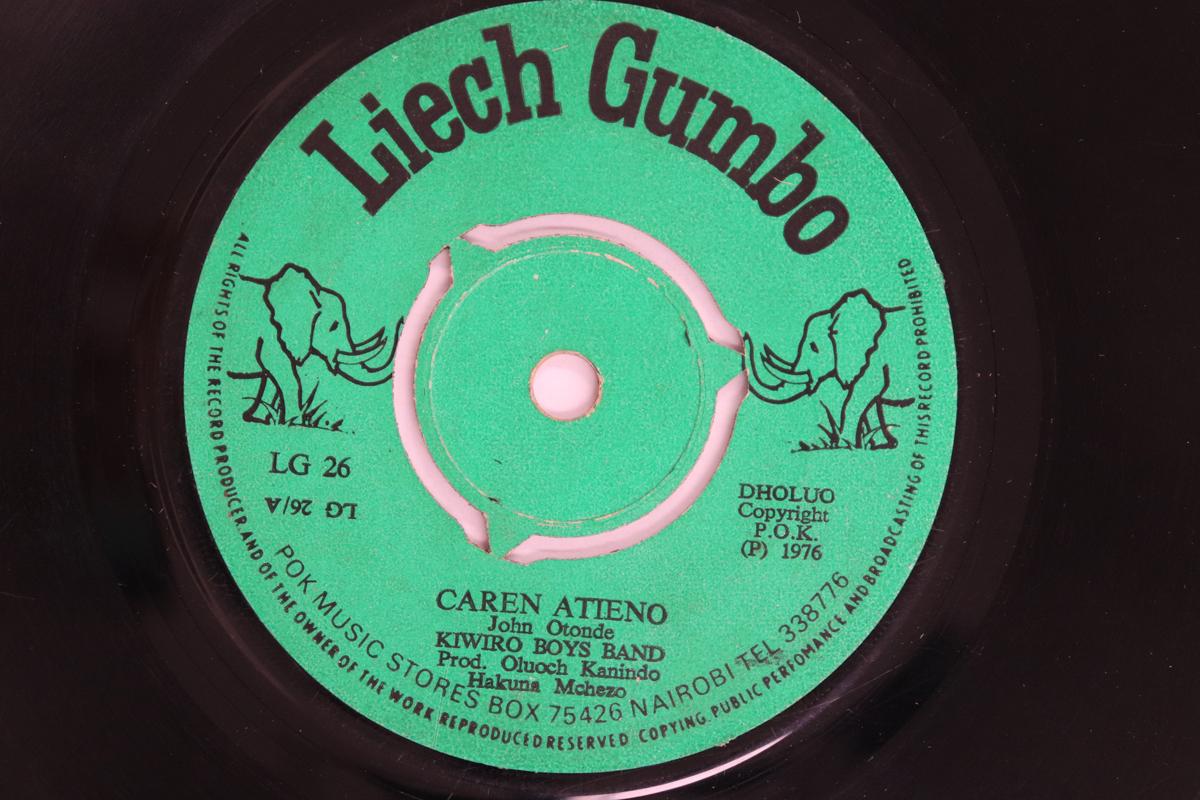 Liech Gumbo
LG 26
LG 26/A
DHOLUO
Copyright
P.O.K.
(P) 1976
CAREN ATIENO
John Otonde
KIWIRO BOYS BAND
Prod. Oluoch Kanindo
Hakuna Mchezo
POK MUSIC STORES BOX 75426 NAIROBI TEL 338776
ALL RIGHTS OF THE RECORD PRODUCER.AND OF THE OWNER OF THE WORK REPRODUCED RESERVED COPYING. PUBLIC PERFOMANCE AND BROADCASTING OF THIS RECORD PROHIBITED